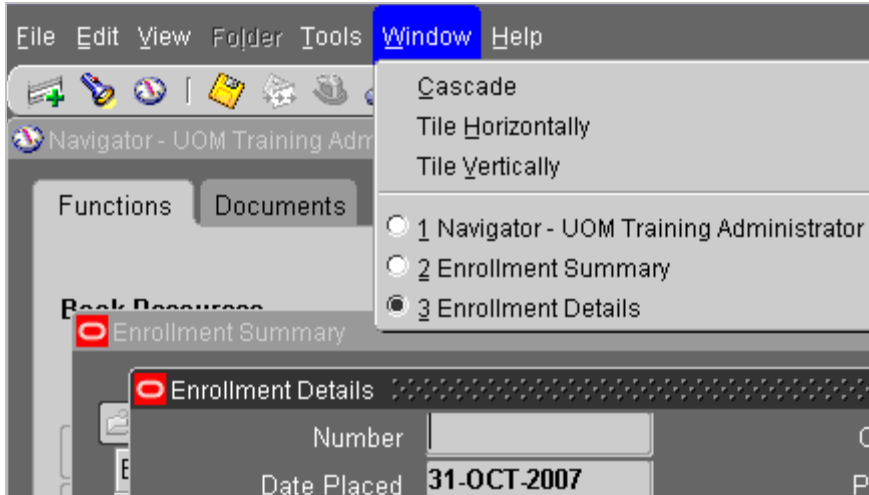 File Edit View Folder Tools Window Help
Cascade
Tile Horizontally
Tile Vertically
Navigator - UOM Training Adm
Functions Documents
1 Navigator - UOM Training Administrator
2 Enrollment Summary
3 Enrollment Details
Book Resources
Enrollment Summary
Enrollment Details
Number
Date Placed 31-OCT-2007